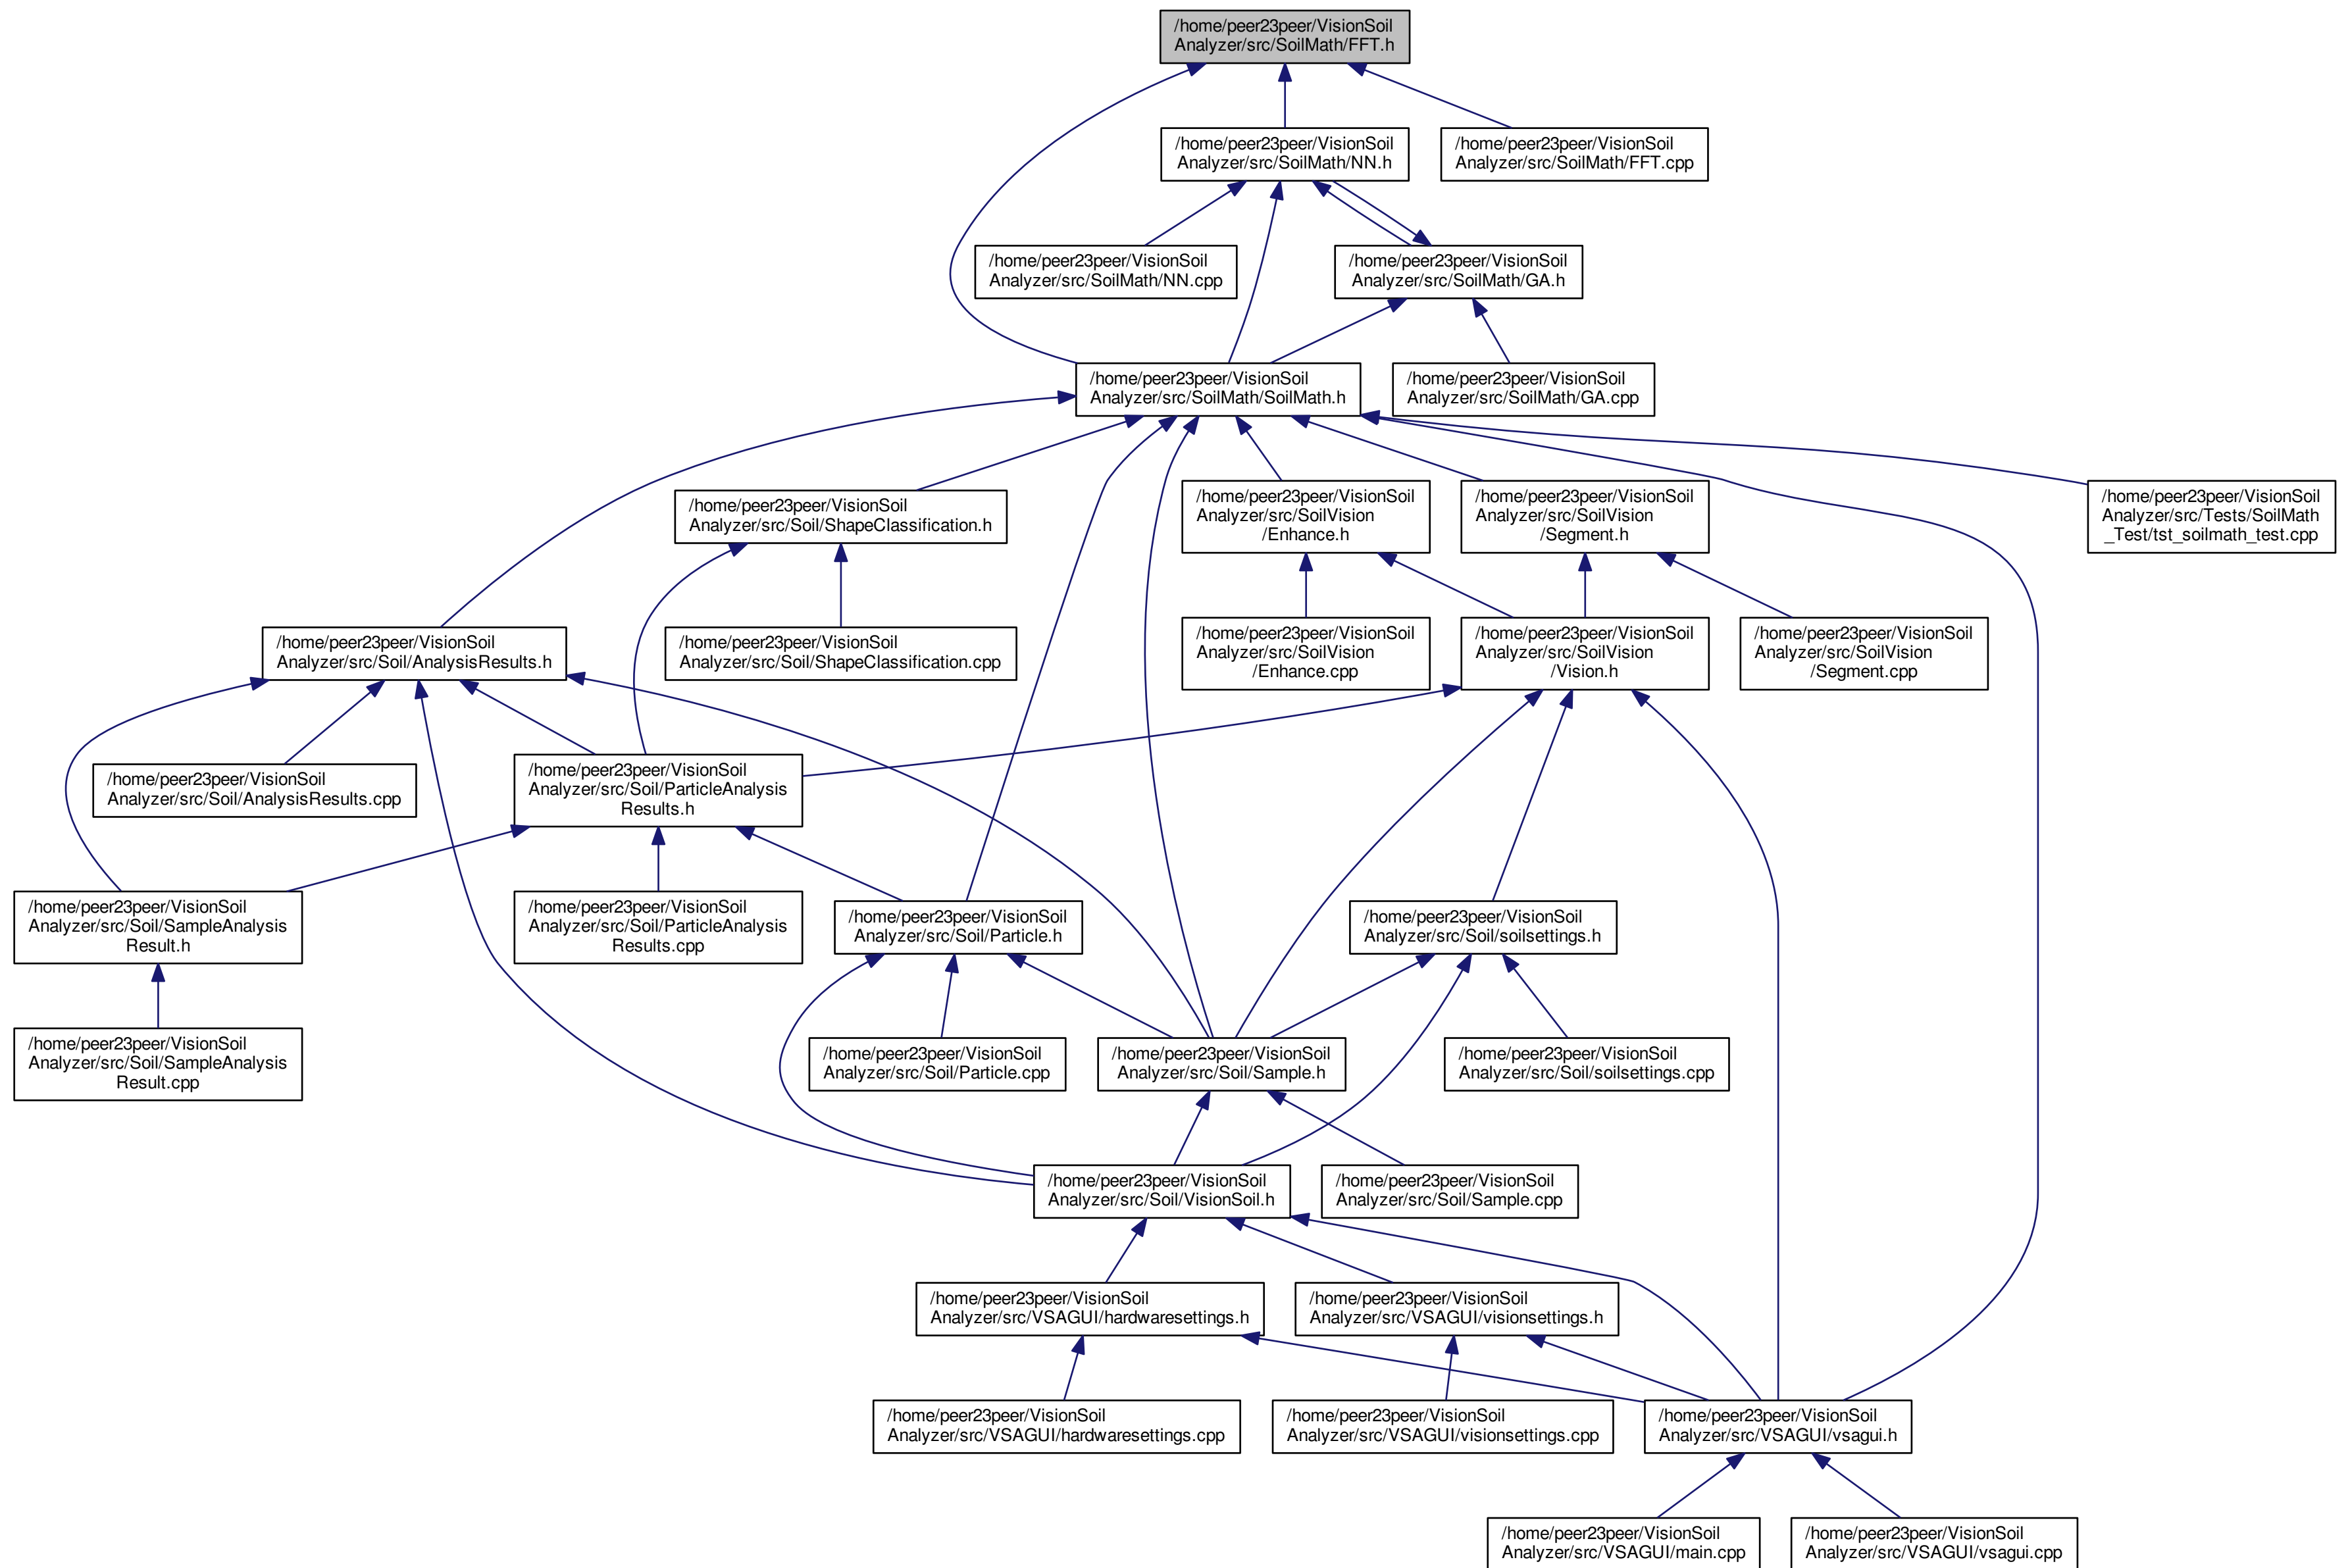 /home/peer23peer/VisionSoil
Analyzer/src/SoilMath/FFT.h
/home/peer23peer/VisionSoil
Analyzer/src/SoilMath/NN.h
/home/peer23peer/VisionSoil
Analyzer/src/SoilMath/FFT.cpp
/home/peer23peer/VisionSoil
Analyzer/src/SoilMath/NN.cpp
/home/peer23peer/VisionSoil
Analyzer/src/SoilMath/GA.h
/home/peer23peer/VisionSoil
Analyzer/src/SoilMath/SoilMath.h
/home/peer23peer/VisionSoil
Analyzer/src/SoilMath/GA.cpp
/home/peer23peer/VisionSoil
Analyzer/src/Soil/ShapeClassification.h
/home/peer23peer/VisionSoil
Analyzer/src/SoilVision
/Enhance.h
/home/peer23peer/VisionSoil
Analyzer/src/SoilVision
/Segment.h
/home/peer23peer/VisionSoil
Analyzer/src/Tests/SoilMath
_Test/tst_soilmath_test.cpp
/home/peer23peer/VisionSoil
Analyzer/src/Soil/AnalysisResults.h
/home/peer23peer/VisionSoil
Analyzer/src/Soil/ShapeClassification.cpp
/home/peer23peer/VisionSoil
Analyzer/src/SoilVision
/Enhance.cpp
/home/peer23peer/VisionSoil
Analyzer/src/SoilVision
/Vision.h
/home/peer23peer/VisionSoil
Analyzer/src/SoilVision
/Segment.cpp
/home/peer23peer/VisionSoil
Analyzer/src/Soil/AnalysisResults.cpp
/home/peer23peer/VisionSoil
Analyzer/src/Soil/ParticleAnalysis
Results.h
/home/peer23peer/VisionSoil
Analyzer/src/Soil/SampleAnalysis
Result.h
/home/peer23peer/VisionSoil
Analyzer/src/Soil/ParticleAnalysis
Results.cpp
/home/peer23peer/VisionSoil
Analyzer/src/Soil/Particle.h
/home/peer23peer/VisionSoil
Analyzer/src/Soil/soilsettings.h
/home/peer23peer/VisionSoil
Analyzer/src/Soil/SampleAnalysis
Result.cpp
/home/peer23peer/VisionSoil
Analyzer/src/Soil/Particle.cpp
/home/peer23peer/VisionSoil
Analyzer/src/Soil/Sample.h
/home/peer23peer/VisionSoil
Analyzer/src/Soil/soilsettings.cpp
/home/peer23peer/VisionSoil
Analyzer/src/Soil/VisionSoil.h
/home/peer23peer/VisionSoil
Analyzer/src/Soil/Sample.cpp
/home/peer23peer/VisionSoil
Analyzer/src/VSAGUI/hardwaresettings.h
/home/peer23peer/VisionSoil
Analyzer/src/VSAGUI/visionsettings.h
/home/peer23peer/VisionSoil
Analyzer/src/VSAGUI/hardwaresettings.cpp
/home/peer23peer/VisionSoil
Analyzer/src/VSAGUI/visionsettings.cpp
/home/peer23peer/VisionSoil
Analyzer/src/VSAGUI/vsagui.h
/home/peer23peer/VisionSoil
Analyzer/src/VSAGUI/main.cpp
/home/peer23peer/VisionSoil
Analyzer/src/VSAGUI/vsagui.cpp